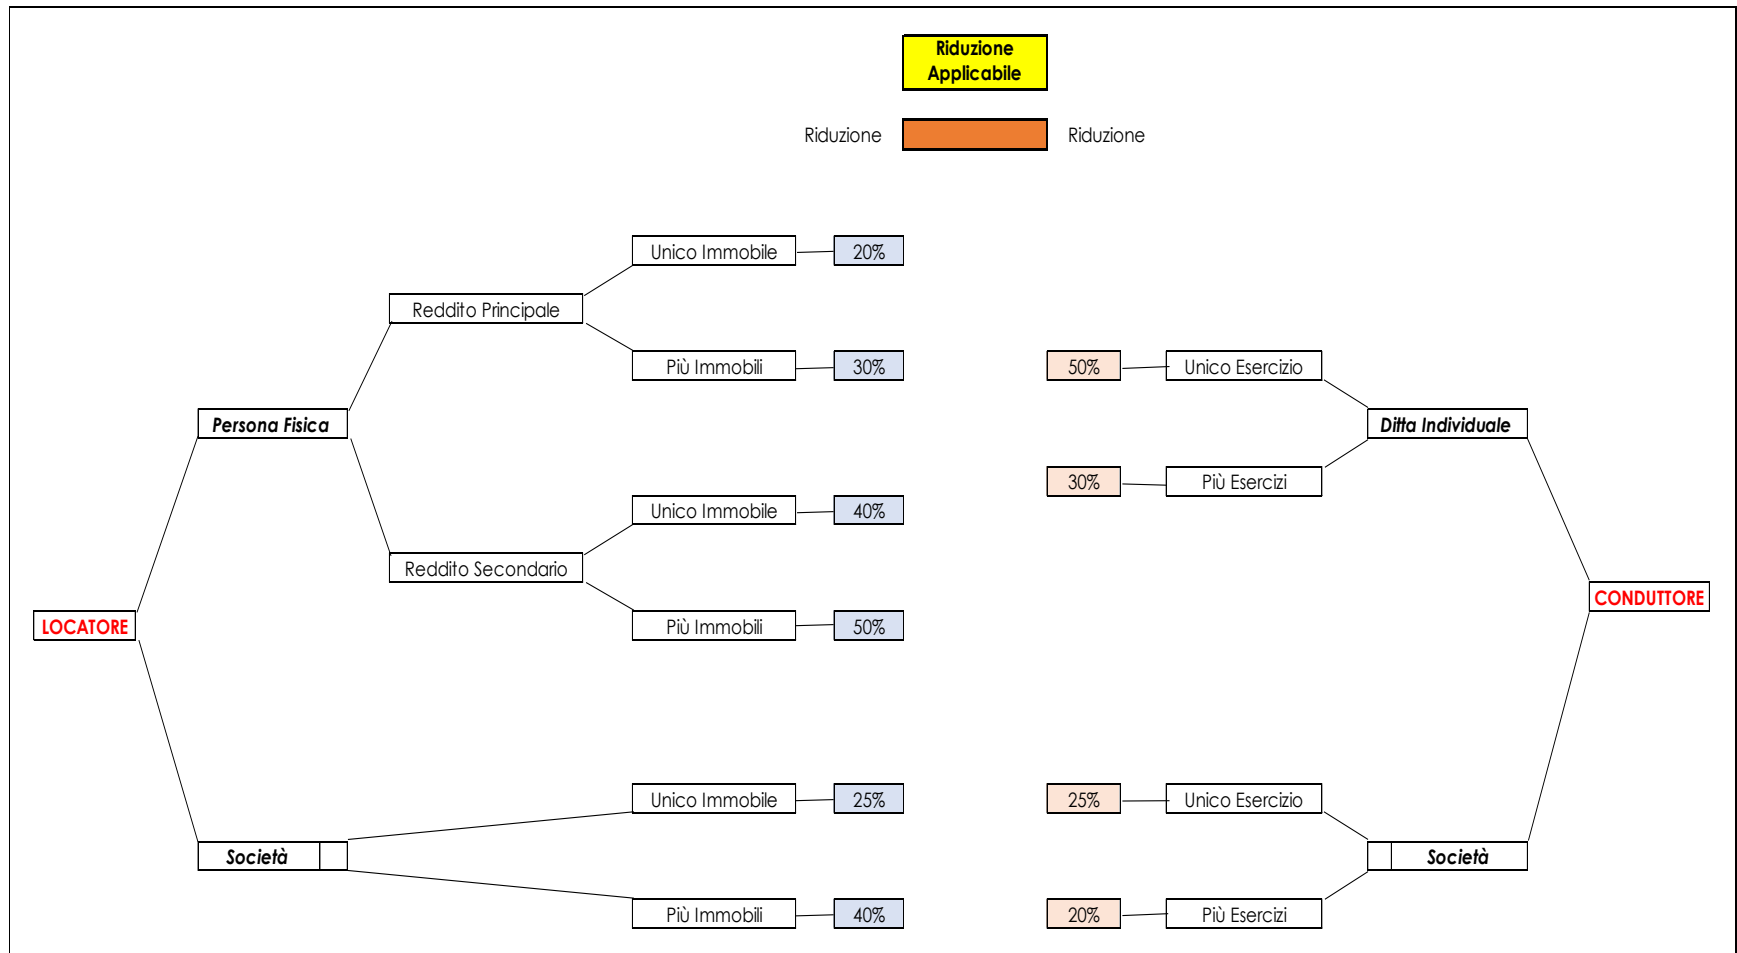 Riduzione
Applicabile
Riduzione
Riduzione
Unico Immobile
20%
Reddito Principale
Più Immobili
30%
50%
Unico Esercizio
Persona Fisica
Ditta Individuale
30%
Più Esercizi
Unico Immobile
40%
Reddito Secondario
CONDUTTORE
LOCATORE
Più Immobili
50%
Unico Immobile
25%
25%
Unico Esercizio
Società
Società
Più Immobili
40%
20%
Più Esercizi